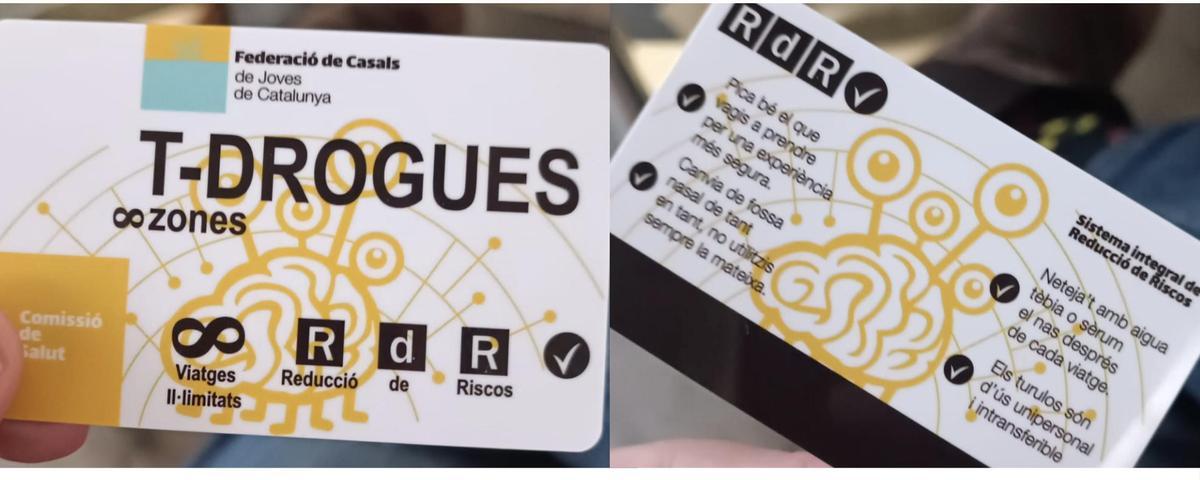 Federació de Casals
de Joves
de Catalunya
T-DROGUES
∞ zones
Comissió
de
Salut
∞
Viatges
Il·limitats
R
Reducció
d
de
R
Riscos
RdR
Pica bé el que
vagis a prendre
per una experiència
més segura.
Canvia de fossa
nasal de tant
en tant, no utilitzis
sempre la mateixa.
Sistema integral de
Reducció de Riscos
Neteja't amb aigua
tèbia o sèrum
el nas després
de cada viatge.
Els turulos són
d'ús unipersonal
i intransferible